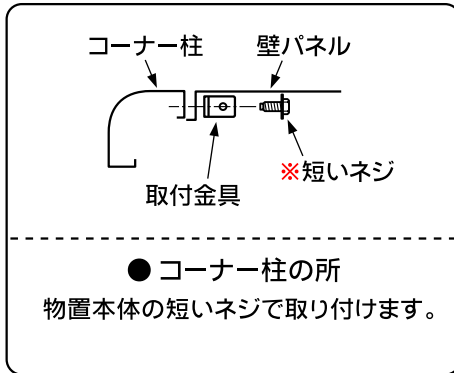 コーナー柱
壁パネル
※短いネジ
取付金具
●コーナー柱の所
物置本体の短いネジで取り付けます。